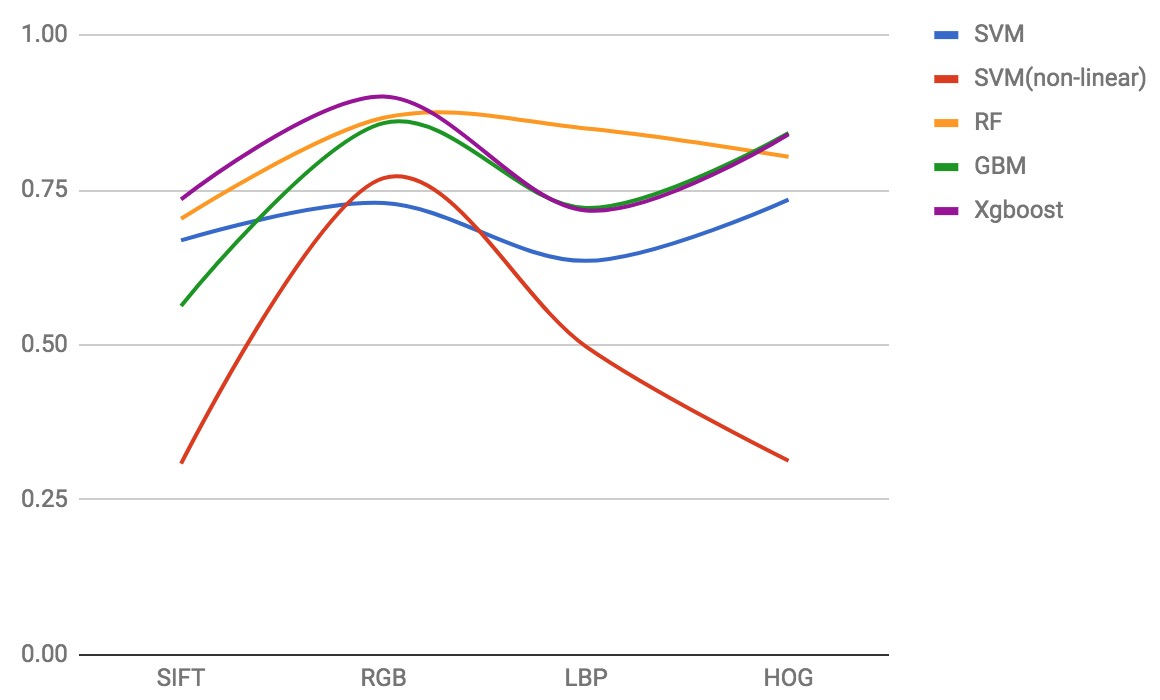 1.00
0.75
0.50
0.25
0.00
SIFT RGB LBP HOG
SVM
SVM(non-linear)
RF
GBM
Xgboost